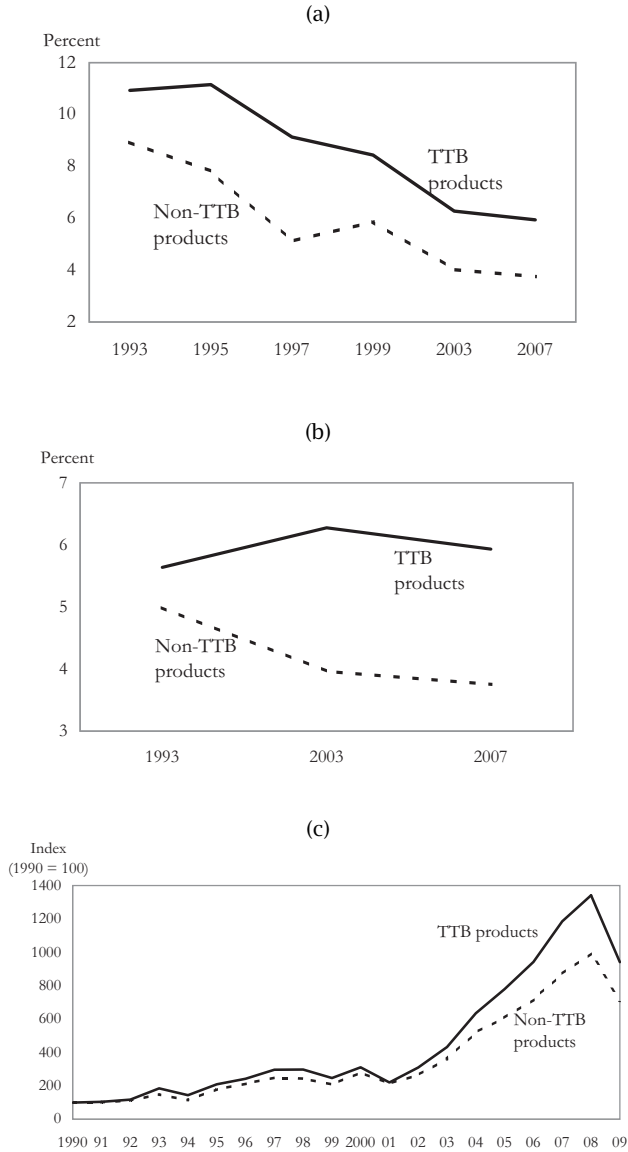 (a)
Percent
12
10
8
6
4
2
TTB
products
Non-TTB
products
1993 1995 1997 1999 2003 2007
(b)
Percent
7
6
5
4
3
TTB
products
Non-TTB
products
1993 2003 2007
(c)
Index
(1990 = 100)
1400
1200
1000
800
600
400
200
0
TTB products
Non-TTB
products
1990 91 92 93 94 95 96 97 98 99 2000 01 02 03 04 05 06 07 08 09